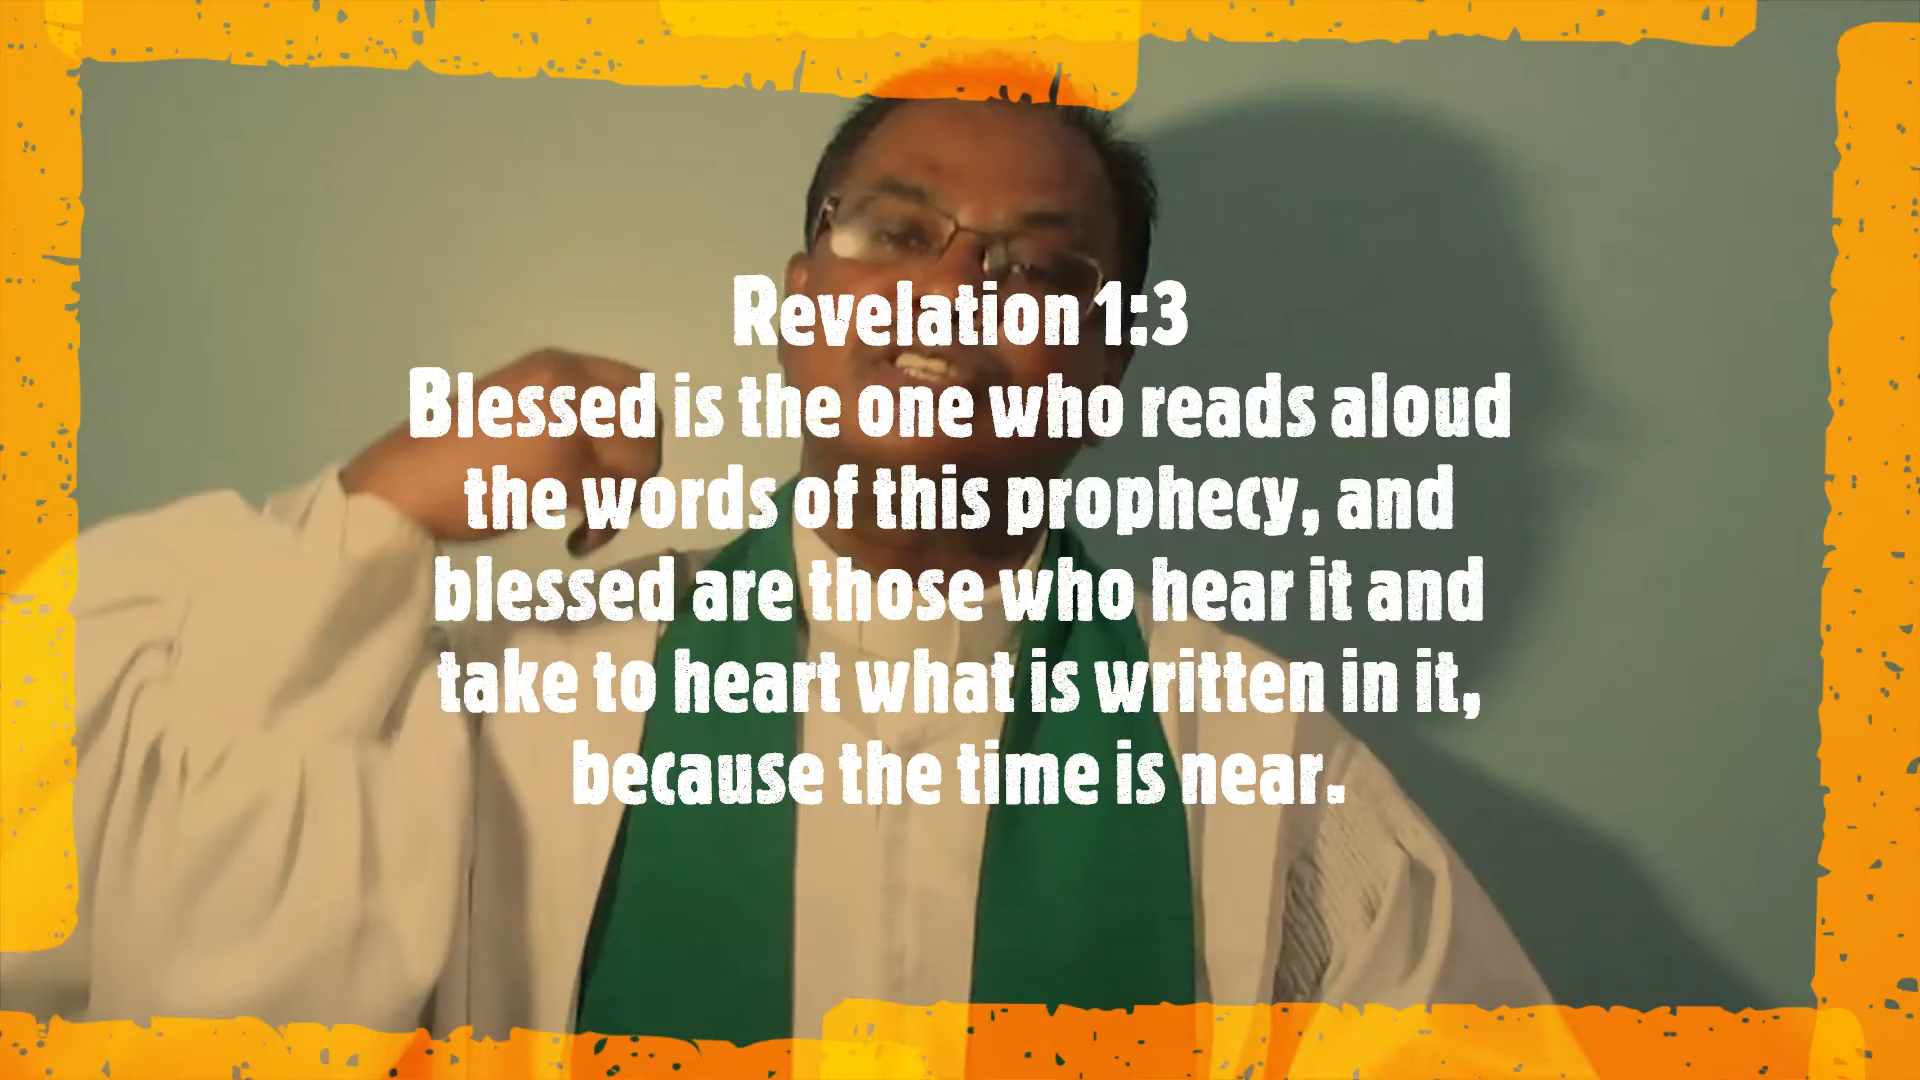 Revelation 1:3
Blessed is the one who reads aloud
the words of this prophecy, and
blessed are those who hear it and
take to heart what is written in it,
because the time is near.